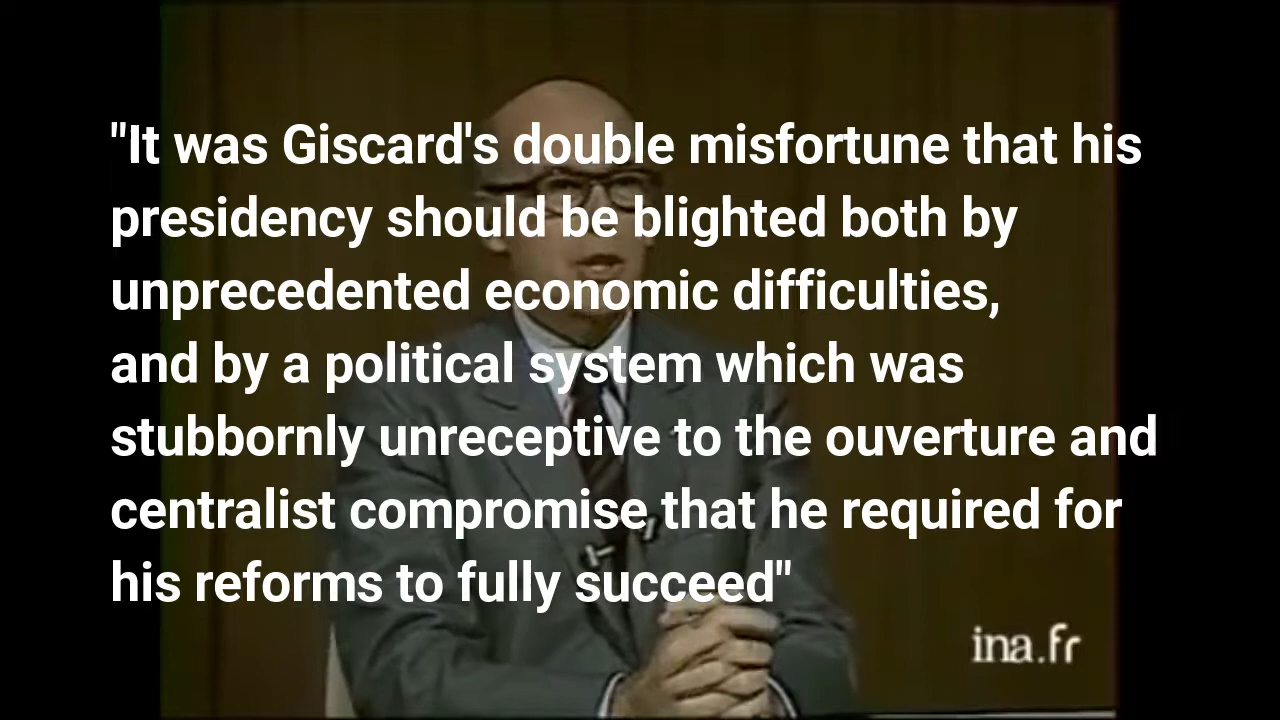 "It was Giscard's double misfortune that his
presidency should be blighted both by
unprecedented economic difficulties,
and by a political system which was
stubbornly unreceptive to the ouverture and
centralist compromise that he required for
his reforms to fully succeed"
ina.fr